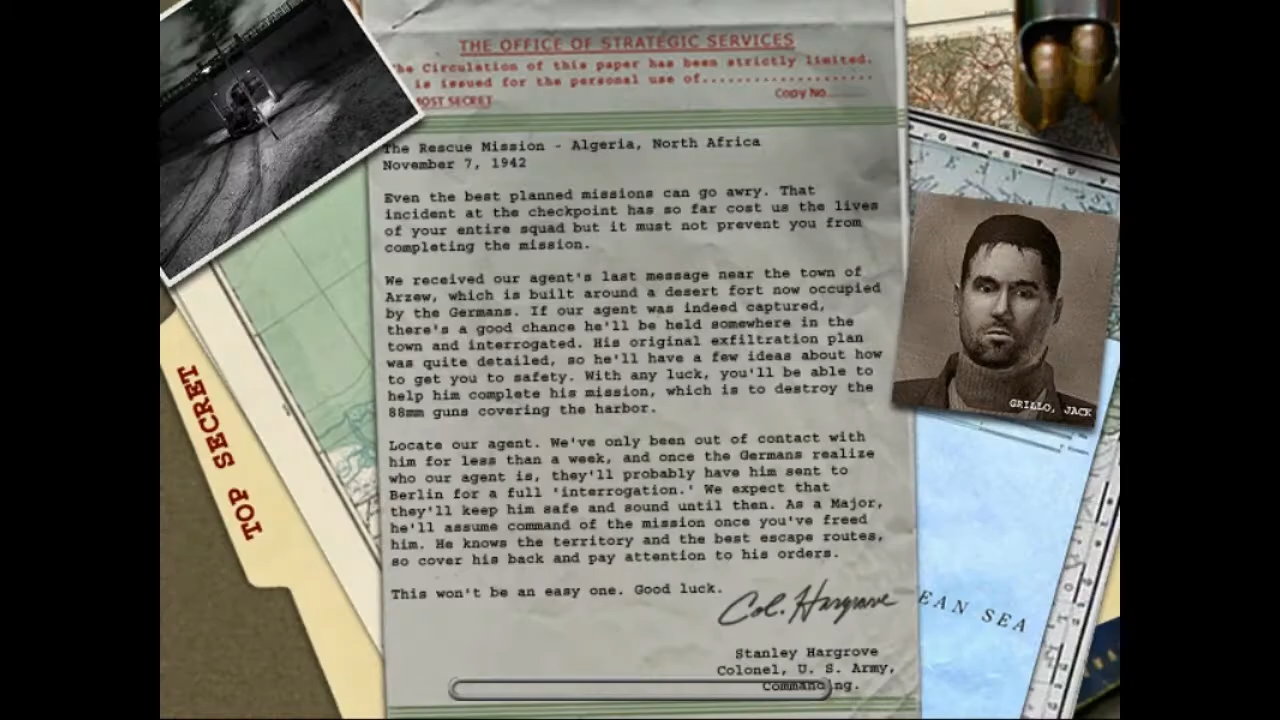 THE OFFICE OF STRATEGIC SERVICES
he Circulation of this paper has been strictly limited.
is issued for the personal use of....................
MOST SECRET
Copy No.
The Rescue Mission - Algeria, North Africa
November 7, 1942
Even the best planned missions can go awry. That
incident at the checkpoint has so far cost us the lives
of your entire squad but it must not prevent you from
completing the mission.
We received our agent's last message near the town of
Arzew, which is built around a desert fort now occupied
by the Germans. If our agent was indeed captured,
there's a good chance he'll be held somewhere in the
town and interrogated. His original exfiltration plan
was quite detailed, so he'll have a few ideas about how
to get you to safety. With any luck, you'll be able to
help him complete his mission, which is to destroy the
88mm guns covering the harbor.
Locate our agent. We've only been out of contact with
him for less than a week, and once the Germans realize
who our agent is, they'll probably have him sent to
Berlin for a full 'interrogation.' We expect that
they'll keep him safe and sound until then. As a Major,
he'll assume command of the mission once you've freed
him. He knows the territory and the best escape routes,
so cover his back and pay attention to his orders.
This won't be an easy one. Good luck.
Col. Hargrove
Stanley Hargrove
Colonel, U. S. Army,
Commanding.
TOP SECRET
GRILLO, JACK
EAN SEA